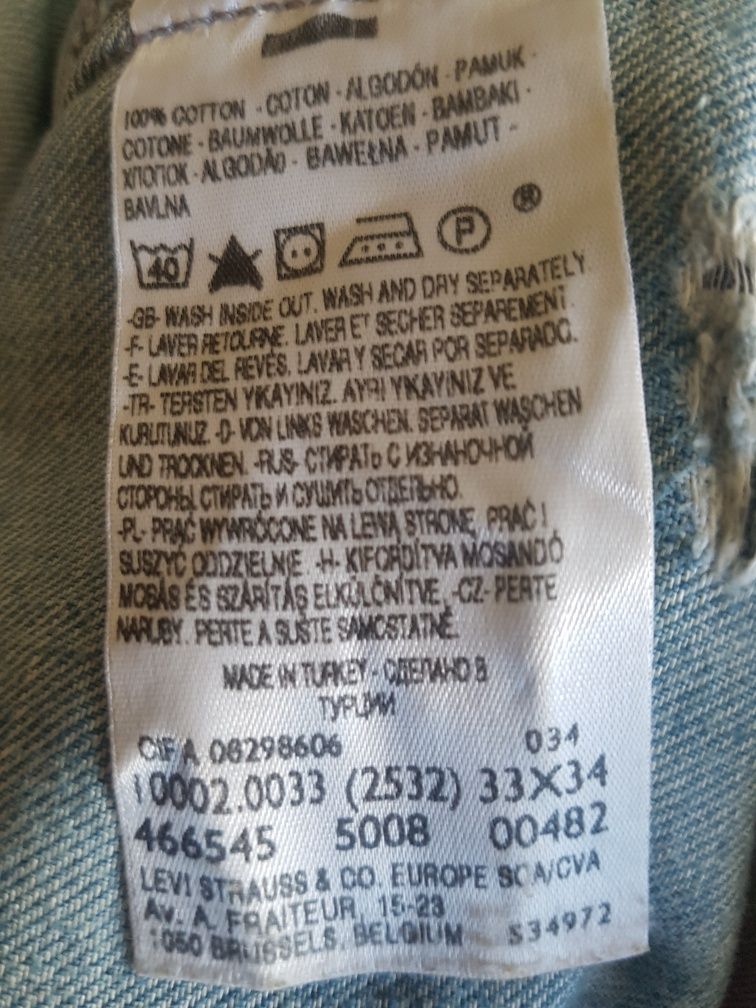 100% COTTON - COTON - ALGODÓN - PAMUK -
COTONE - BAUMWOLLE - KATOEN - BAMBAKI -
ХЛОПОК - ALGODÃO - BAWEŁNA - PAMUT -
BAVLNA
40 P ®
-GB- WASH INSIDE OUT. WASH AND DRY SEPARATELY.
-F- LAVER RETOURNE. LAVER ET SECHER SEPAREMENT.
-E- LAVAR DEL REVÉS. LAVAR Y SECAR POR SEPARADO.
-TR- TERSTEN YIKAYINIZ. AYRI YIKAYINIZ VE
KURUTUNUZ. -D- VON LINKS WASCHEN. SEPARAT WASCHEN
UND TROCKNEN. -RUS- СТИРАТЬ С ИЗНАНОЧНОЙ
СТОРОНЫ. СТИРАТЬ И СУШИТЬ ОТДЕЛЬНО.
-PL- PRAĆ WYWRÓCONE NA LEWĄ STRONĘ. PRAĆ I
SUSZYĆ ODDZIELNIE. -H- KIFORDÍTVA MOSANDÓ
MOSÁS ÉS SZÁRÍTÁS ELKÜLÖNÍTVE. -CZ- PERTE
NARUBY. PERTE A SUŠTE SAMOSTATNĚ.
MADE IN TURKEY - СДЕЛАНО В
ТУРЦИИ
CIF A 08298606 034
10002.0033 (2532) 33X34
466545 5008 00482
LEVI STRAUSS & CO. EUROPE SCA/CVA
Av. A. FRAITEUR, 15-23
1050 BRUSSELS, BELGIUM S34972